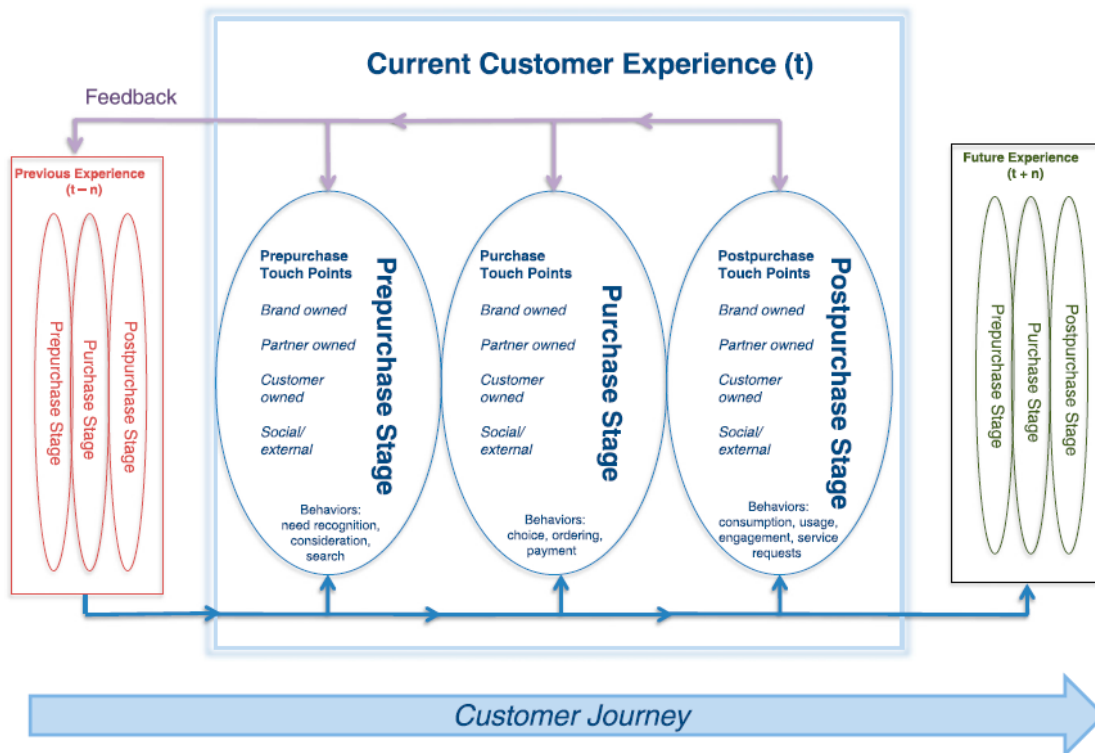 Current Customer Experience (t)
Feedback
Previous Experience
(t – n)
Prepurchase Stage
Purchase Stage
Postpurchase Stage
Prepurchase
Touch Points
Brand owned
Partner owned
Customer
owned
Social/
external
Prepurchase Stage
Behaviors:
need recognition,
consideration,
search
Purchase
Touch Points
Brand owned
Partner owned
Customer
owned
Social/
external
Purchase Stage
Behaviors:
choice, ordering,
payment
Postpurchase
Touch Points
Brand owned
Partner owned
Customer
owned
Social/
external
Postpurchase Stage
Behaviors:
consumption, usage,
engagement, service
requests
Future Experience
(t + n)
Prepurchase Stage
Purchase Stage
Postpurchase Stage
Customer Journey